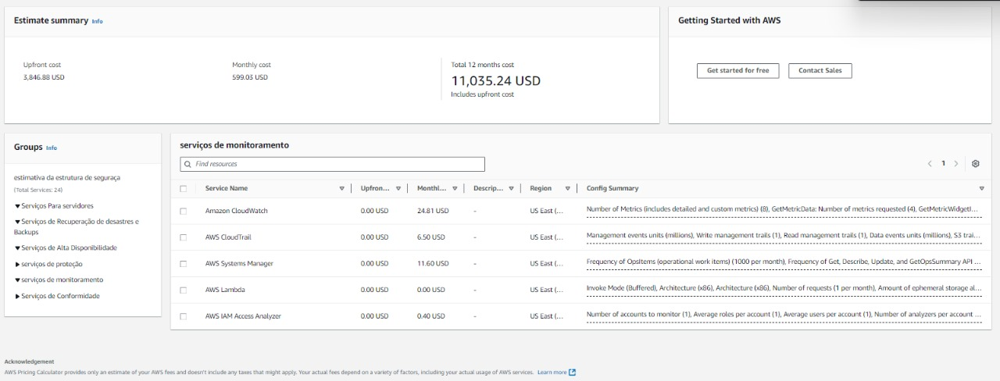 Estimate summary Info
Upfront cost
3,846.88 USD
Monthly cost
599.03 USD
Total 12 months cost
11,035.24 USD
Includes upfront cost
Getting Started with AWS
Get started for free
Contact Sales
Groups Info
estimativa da estrutura de seguraça
(Total Services: 24)
Serviços Para servidores
Serviços de Recuperação de desastres e
Backups
Serviços de Alta Disponibilidade
serviços de proteção
serviços de monitoramento
Serviços de Conformidade
serviços de monitoramento
Find resources
1
Service Name Upfron... Monthl... Descrip... Region Config Summary
Amazon CloudWatch 0.00 USD 24.81 USD - US East (... Number of Metrics (includes detailed and custom metrics) (8), GetMetricData: Number of metrics requested (4), GetMetricWidgetI...
AWS CloudTrail 0.00 USD 6.50 USD - US East (... Management events units (millions), Write management trails (1), Read management trails (1), Data events units (millions), S3 trai...
AWS Systems Manager 0.00 USD 11.60 USD - US East (... Frequency of OpsItems (operational work items) (1000 per month), Frequency of Get, Describe, Update, and GetOpsSummary API ...
AWS Lambda 0.00 USD 0.00 USD - US East (... Invoke Mode (Buffered), Architecture (x86), Architecture (x86), Number of requests (1 per month), Amount of ephemeral storage al...
AWS IAM Access Analyzer 0.00 USD 0.40 USD - US East (... Number of accounts to monitor (1), Average roles per account (1), Average users per account (1), Number of analyzers per account ...
Acknowledgement
AWS Pricing Calculator provides only an estimate of your AWS fees and doesn't include any taxes that might apply. Your actual fees depend on a variety of factors, including your actual usage of AWS services. Learn more